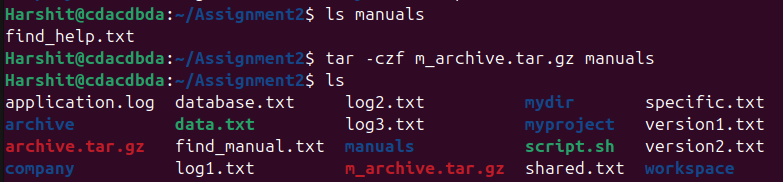 Harshit@cdacdbda:~/Assignment2$ ls manuals
find_help.txt
Harshit@cdacdbda:~/Assignment2$ tar -czf m_archive.tar.gz manuals
Harshit@cdacdbda:~/Assignment2$ ls
application.log  database.txt     log2.txt          mydir      specific.txt
archive          data.txt         log3.txt          myproject  version1.txt
archive.tar.gz   find_manual.txt  manuals           script.sh  version2.txt
company          log1.txt         m_archive.tar.gz  shared.txt  workspace